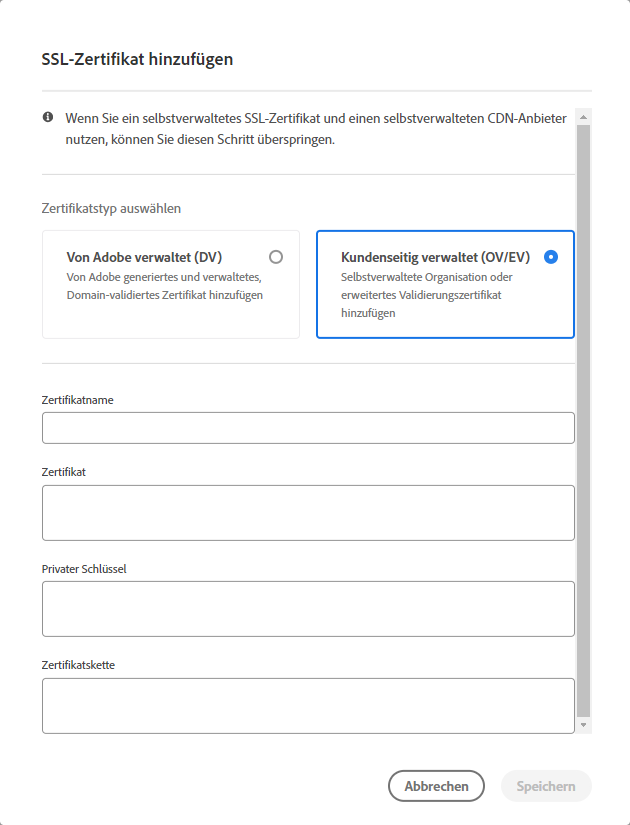 SSL-Zertifikat hinzufügen
Wenn Sie ein selbstverwaltetes SSL-Zertifikat und einen selbstverwalteten CDN-Anbieter
nutzen, können Sie diesen Schritt überspringen.
Zertifikatstyp auswählen
Von Adobe verwaltet (DV)
Von Adobe generiertes und verwaltetes,
Domain-validiertes Zertifikat hinzufügen
Kundenseitig verwaltet (OV/EV)
Selbstverwaltete Organisation oder
erweitertes Validierungszertifikat
hinzufügen
Zertifikatname
Zertifikat
Privater Schlüssel
Zertifikatskette
Abbrechen
Speichern